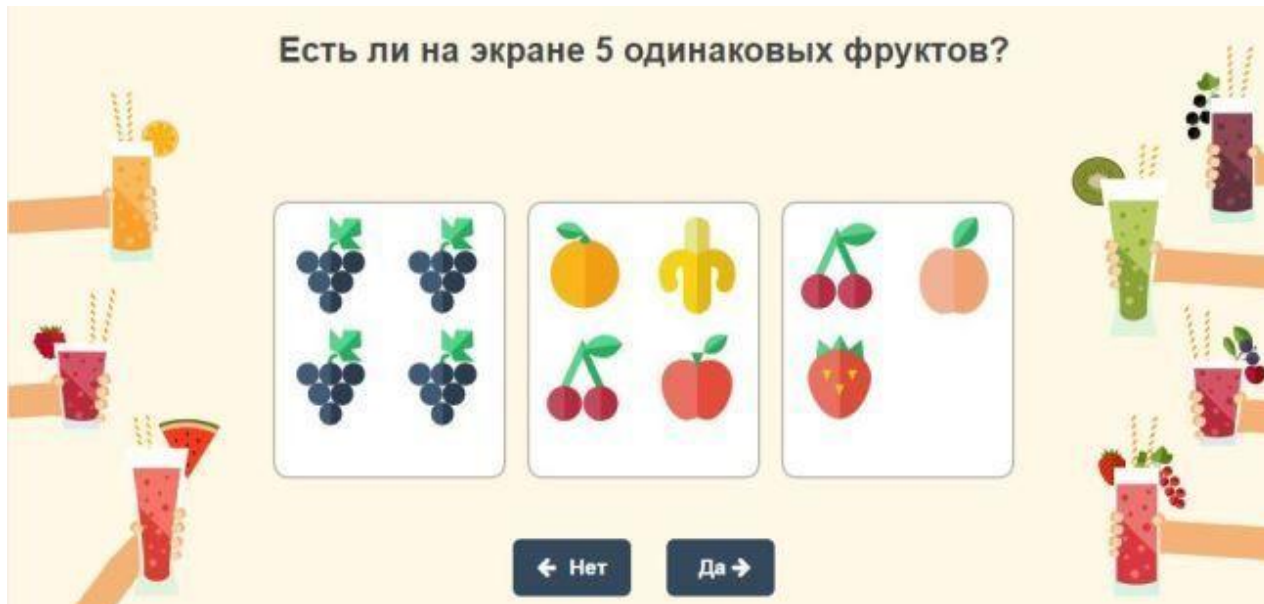 Есть ли на экране 5 одинаковых фруктов?
← Нет
Да →